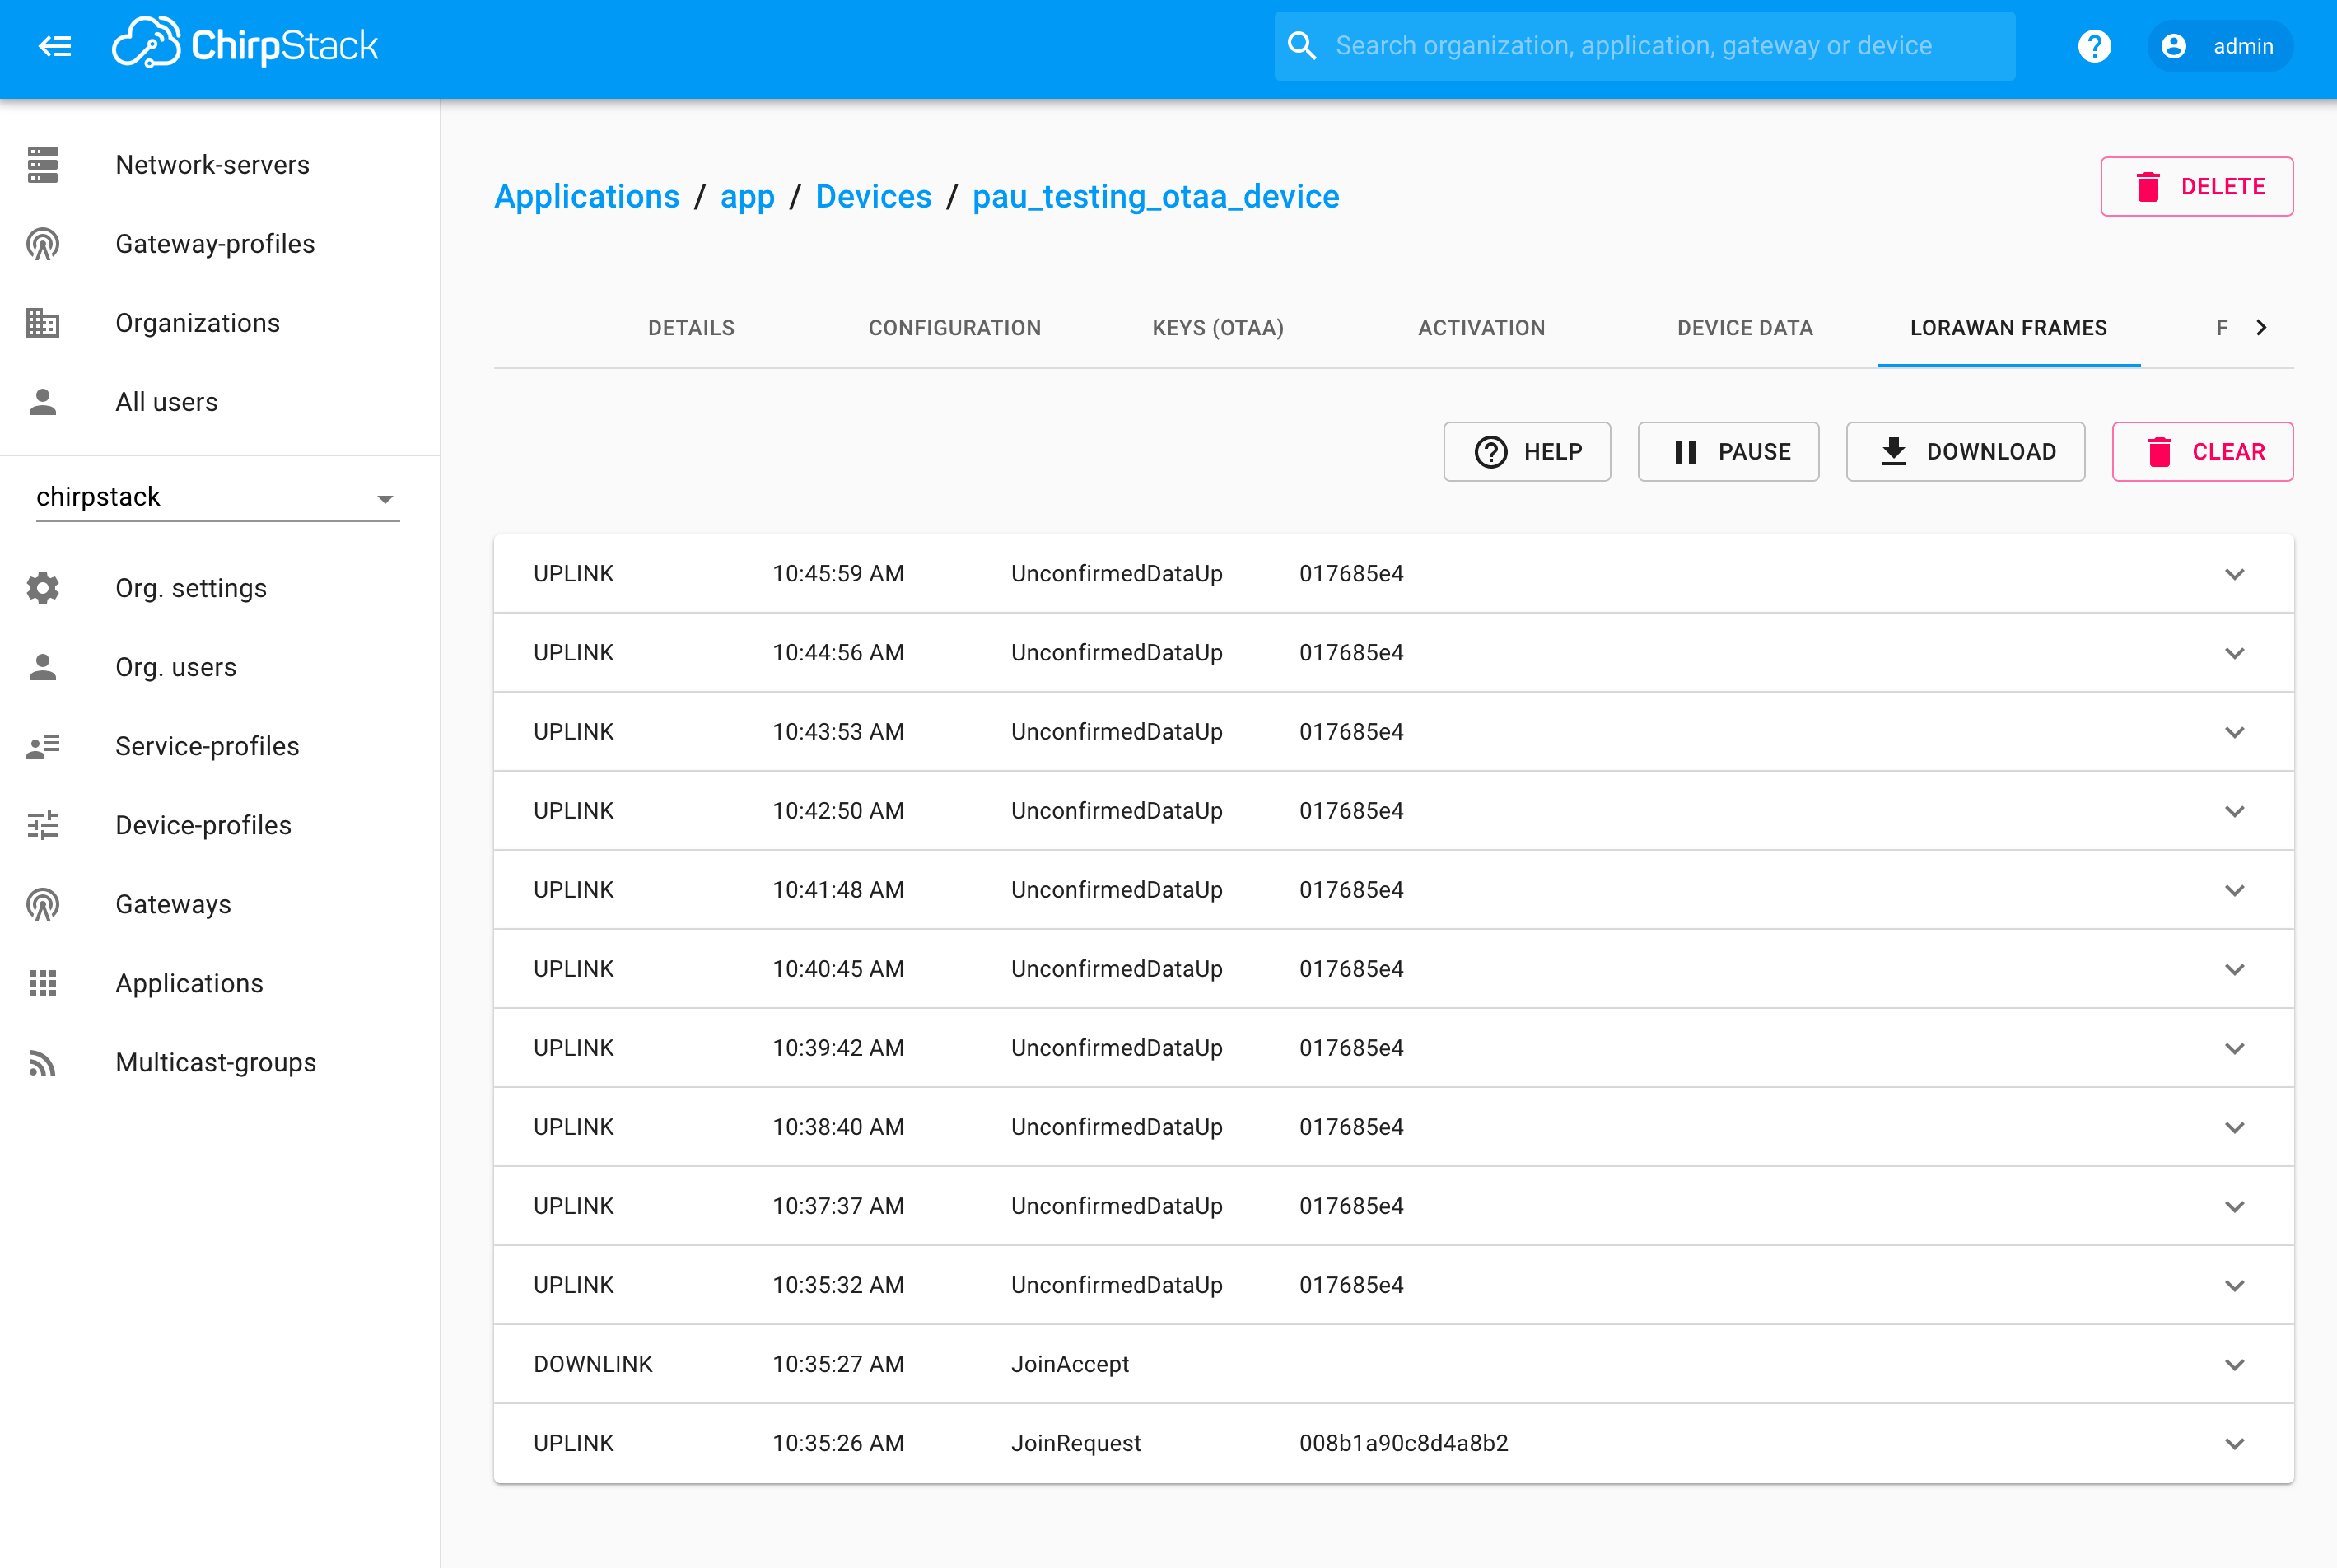 ChirpStack
Search organization, application, gateway or device
? admin
Network-servers
Gateway-profiles
Organizations
All users
chirpstack
Org. settings
Org. users
Service-profiles
Device-profiles
Gateways
Applications
Multicast-groups
Applications / app / Devices / pau_testing_otaa_device
DELETE
DETAILS CONFIGURATION KEYS (OTAA) ACTIVATION DEVICE DATA LORAWAN FRAMES F
? HELP PAUSE DOWNLOAD CLEAR
UPLINK 10:45:59 AM UnconfirmedDataUp 017685e4
UPLINK 10:44:56 AM UnconfirmedDataUp 017685e4
UPLINK 10:43:53 AM UnconfirmedDataUp 017685e4
UPLINK 10:42:50 AM UnconfirmedDataUp 017685e4
UPLINK 10:41:48 AM UnconfirmedDataUp 017685e4
UPLINK 10:40:45 AM UnconfirmedDataUp 017685e4
UPLINK 10:39:42 AM UnconfirmedDataUp 017685e4
UPLINK 10:38:40 AM UnconfirmedDataUp 017685e4
UPLINK 10:37:37 AM UnconfirmedDataUp 017685e4
UPLINK 10:35:32 AM UnconfirmedDataUp 017685e4
DOWNLINK 10:35:27 AM JoinAccept
UPLINK 10:35:26 AM JoinRequest 008b1a90c8d4a8b2